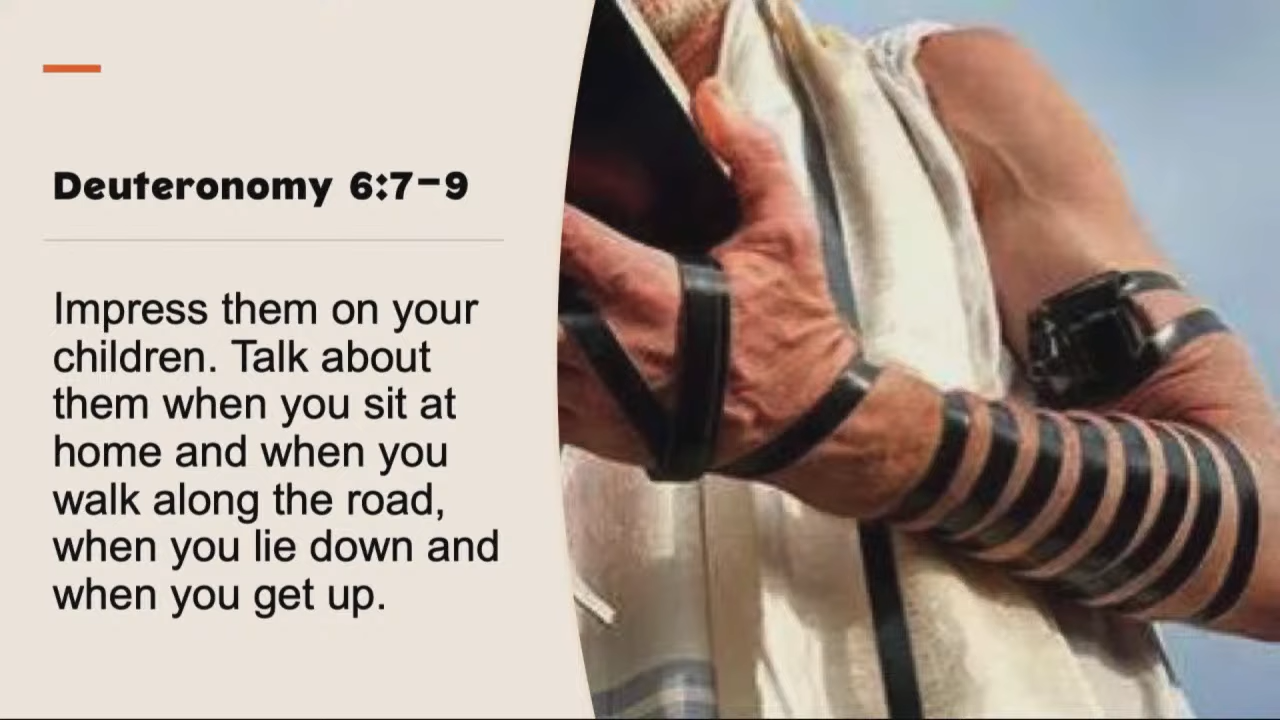 Deuteronomy 6:7–9
Impress them on your
children. Talk about
them when you sit at
home and when you
walk along the road,
when you lie down and
when you get up.